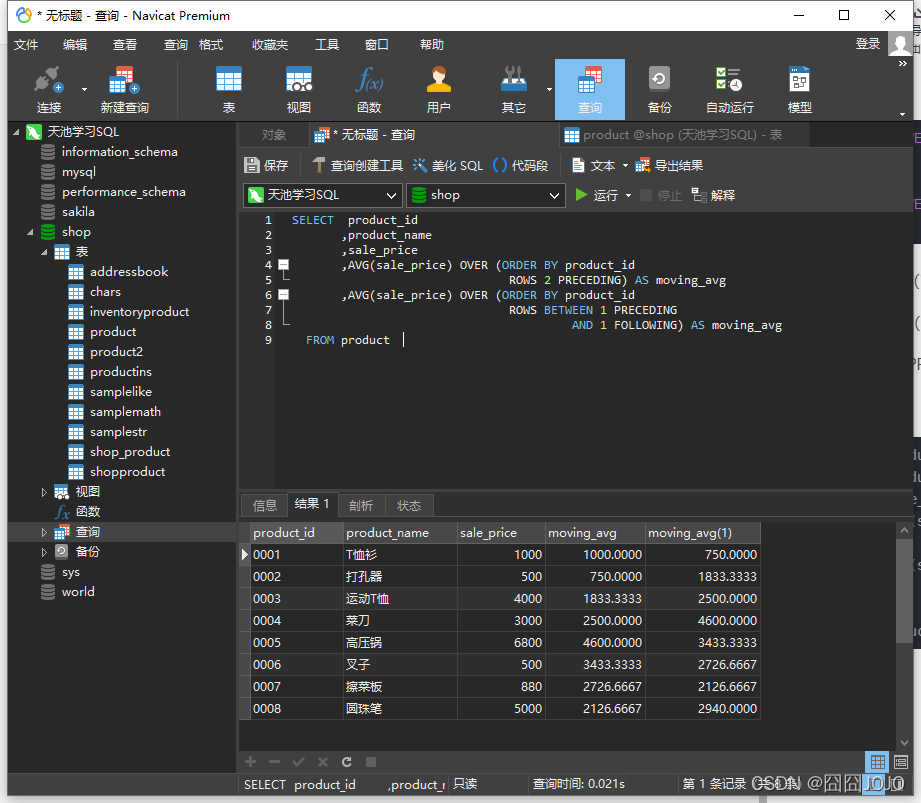 * 无标题 - 查询 - Navicat Premium
文件 编辑 查看 查询 格式 收藏夹 工具 窗口 帮助 登录
连接 新建查询 表 视图 函数 用户 其它 查询 备份 自动运行 模型
天池学习SQL
information_schema
mysql
performance_schema
sakila
shop
表
addressbook
chars
inventoryproduct
product
product2
productins
samplelike
samplemath
samplestr
shop_product
shopproduct
视图
函数
查询
备份
sys
world
对象 * 无标题 - 查询 product @shop (天池学习SQL) - 表
保存 查询创建工具 美化 SQL 代码段 文本 导出结果
天池学习SQL shop 运行 停止 解释
1 SELECT product_id
2 ,product_name
3 ,sale_price
4 ,AVG(sale_price) OVER (ORDER BY product_id
5 ROWS 2 PRECEDING) AS moving_avg
6 ,AVG(sale_price) OVER (ORDER BY product_id
7 ROWS BETWEEN 1 PRECEDING
8 AND 1 FOLLOWING) AS moving_avg
9 FROM product
信息 结果 1 剖析 状态
product_id product_name sale_price moving_avg moving_avg(1)
0001 T恤衫 1000 1000.0000 750.0000
0002 打孔器 500 750.0000 1833.3333
0003 运动T恤 4000 1833.3333 2500.0000
0004 菜刀 3000 2500.0000 4600.0000
0005 高压锅 6800 4600.0000 3433.3333
0006 叉子 500 3433.3333 2726.6667
0007 擦菜板 880 2726.6667 2126.6667
0008 圆珠笔 5000 2126.6667 2940.0000
SELECT product_id ,product_r 只读 查询时间: 0.021s 第 1 条记录 (共 8 条)
CSDN @囧囧JOJO